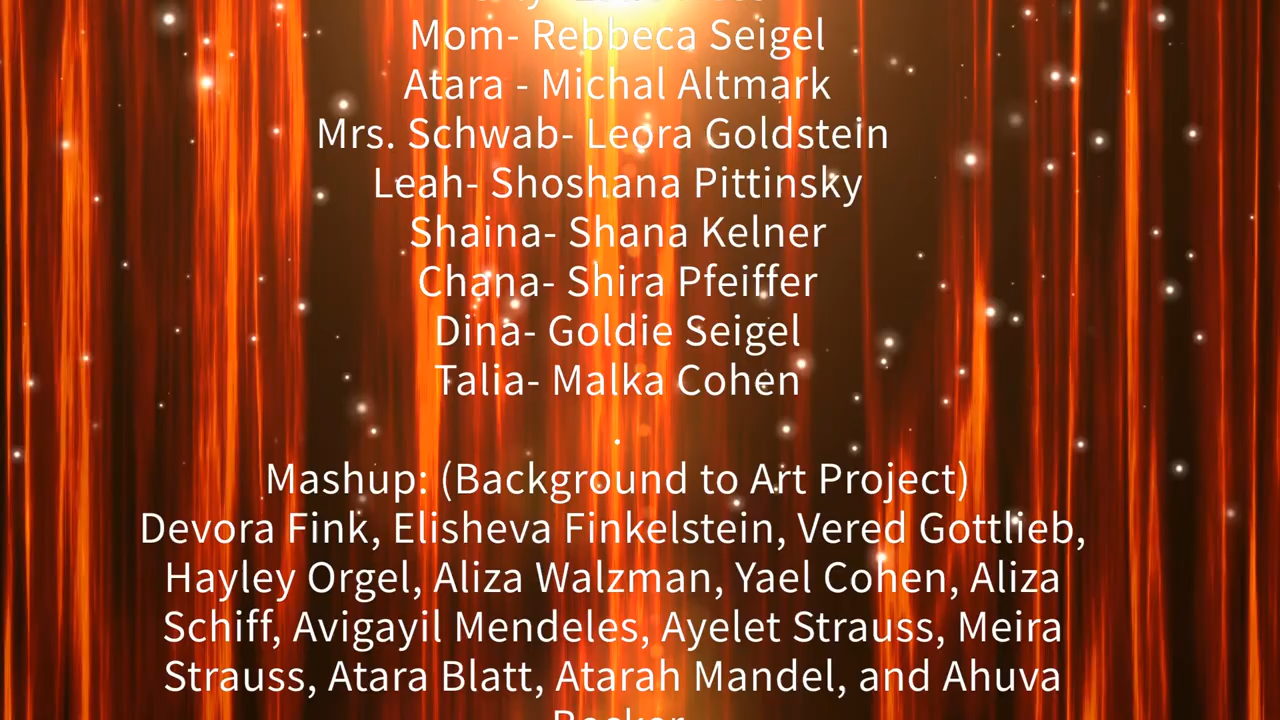 Mom- Rebbeca Seigel
Atara - Michal Altmark
Mrs. Schwab- Leora Goldstein
Leah- Shoshana Pittinsky
Shaina- Shana Kelner
Chana- Shira Pfeiffer
Dina- Goldie Seigel
Talia- Malka Cohen
.
Mashup: (Background to Art Project)
Devora Fink, Elisheva Finkelstein, Vered Gottlieb,
Hayley Orgel, Aliza Walzman, Yael Cohen, Aliza
Schiff, Avigayil Mendeles, Ayelet Strauss, Meira
Strauss, Atara Blatt, Atarah Mandel, and Ahuva